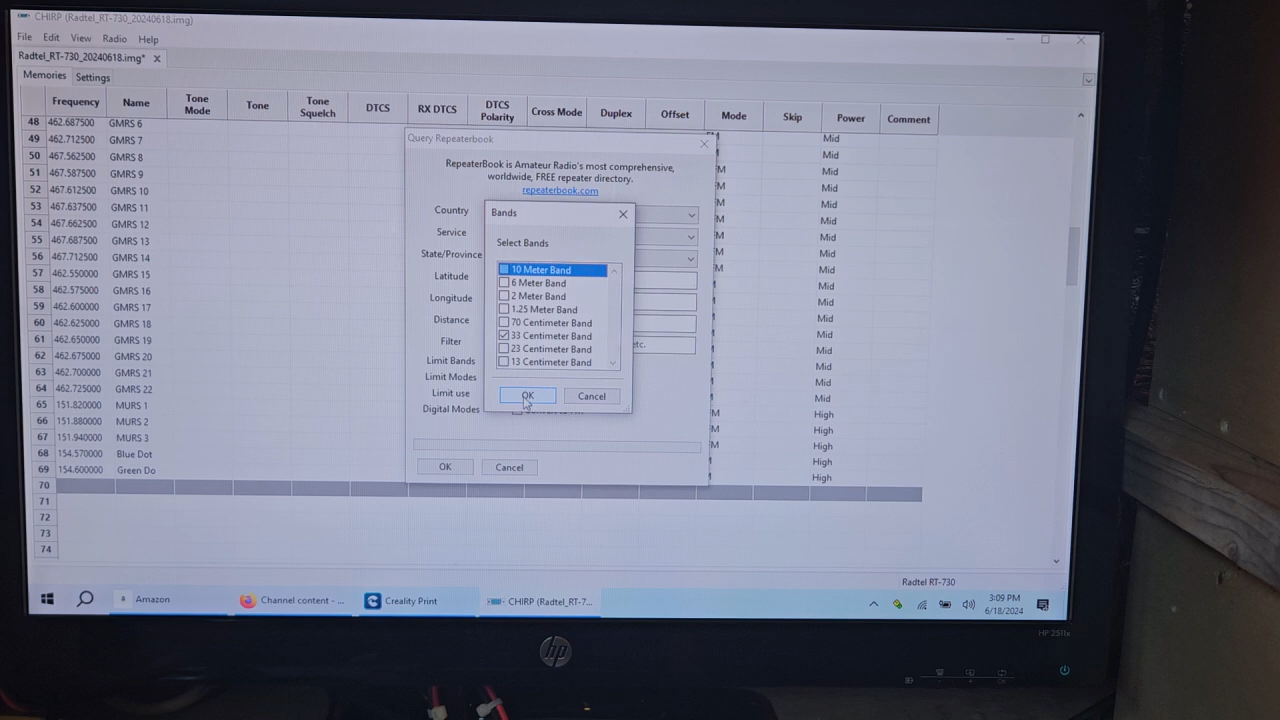 CHIRP (Radtel_RT-730_20240618.img)
File Edit View Radio Help
Radtel_RT-730_20240618.img* X
Memories Settings
Frequency Name Tone Mode Tone Tone Squelch DTCS RX DTCS DTCS Polarity Cross Mode Duplex Offset Mode Skip Power Comment
48 462.687500 GMRS 6
49 462.712500 GMRS 7 Mid
50 467.562500 GMRS 8 Mid
51 467.587500 GMRS 9 Mid
52 467.612500 GMRS 10 Mid
53 467.637500 GMRS 11 Mid
54 467.662500 GMRS 12 Mid
55 467.687500 GMRS 13 Mid
56 467.712500 GMRS 14 Mid
57 462.550000 GMRS 15 Mid
58 462.575000 GMRS 16 Mid
59 462.600000 GMRS 17 Mid
60 462.625000 GMRS 18 Mid
61 462.650000 GMRS 19 Mid
62 462.675000 GMRS 20 Mid
63 462.700000 GMRS 21 Mid
64 462.725000 GMRS 22 Mid
65 151.820000 MURS 1 Mid
66 151.880000 MURS 2 High
67 151.940000 MURS 3 High
68 154.570000 Blue Dot High
69 154.600000 Green Do High
70 High
71
72
73
74
Query Repeaterbook
RepeaterBook is Amateur Radio's most comprehensive,
worldwide, FREE repeater directory.
repeaterbook.com
Country
Service
State/Province
Latitude
Longitude
Distance
Filter etc.
Limit Bands
Limit Modes
Limit use
Digital Modes
OK Cancel
Bands
Select Bands
10 Meter Band
6 Meter Band
2 Meter Band
1.25 Meter Band
70 Centimeter Band
33 Centimeter Band
23 Centimeter Band
13 Centimeter Band
OK Cancel
Radtel RT-730
Amazon Channel content - ... Creality Print CHIRP (Radtel_RT-7...
3:09 PM
6/18/2024
hp
HP 2511x